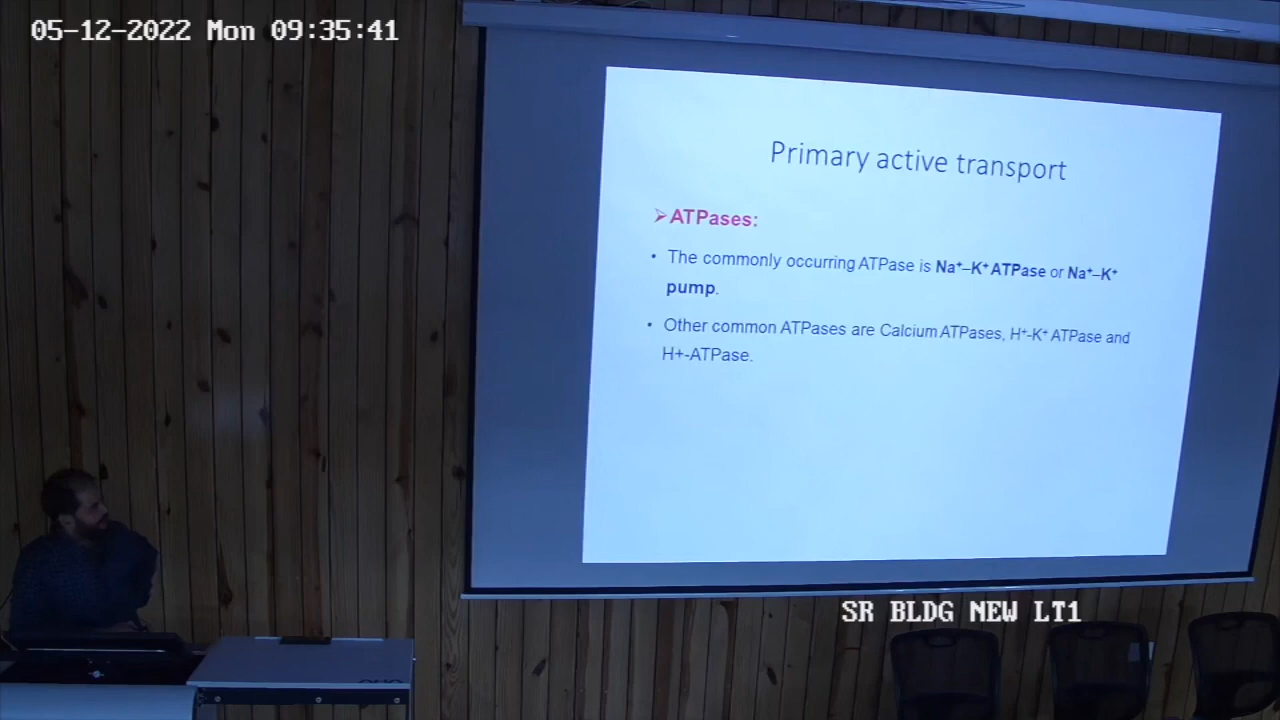 05-12-2022 Mon 09:35:41
Primary active transport
➢ATPases:
• The commonly occurring ATPase is Na⁺–K⁺ ATPase or Na⁺–K⁺
pump.
• Other common ATPases are Calcium ATPases, H⁺-K⁺ ATPase and
H+-ATPase.
SR BLDG NEW LT1